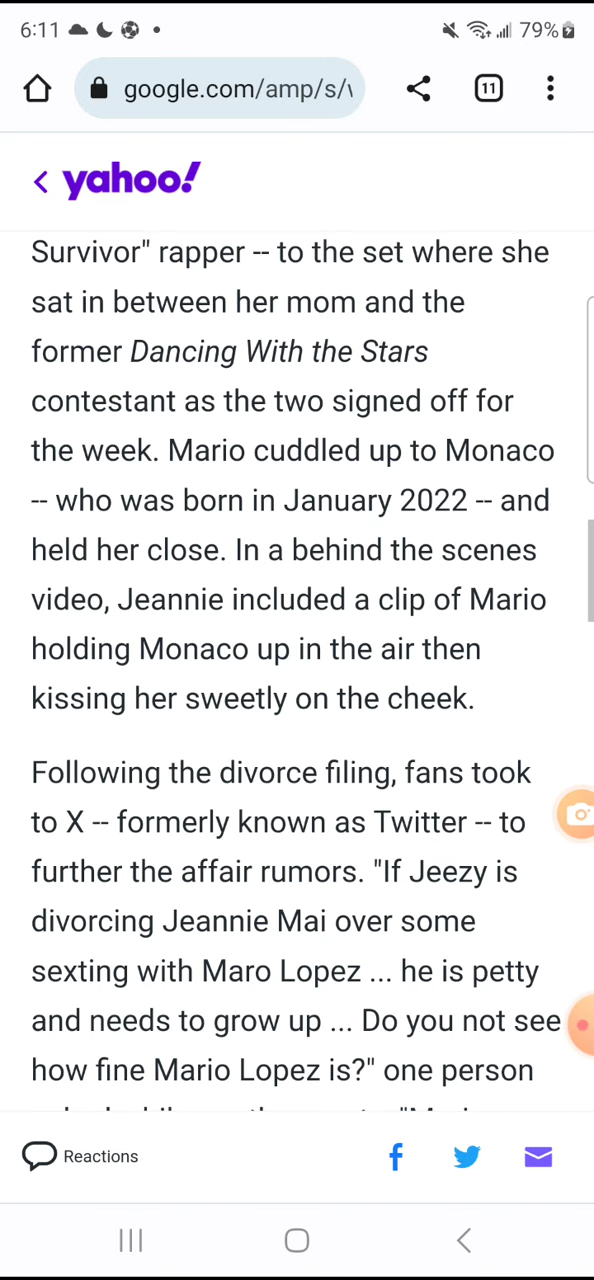 6:11
79%
google.com/amp/s/
11
yahoo!
Survivor" rapper -- to the set where she
sat in between her mom and the
former Dancing With the Stars
contestant as the two signed off for
the week. Mario cuddled up to Monaco
-- who was born in January 2022 -- and
held her close. In a behind the scenes
video, Jeannie included a clip of Mario
holding Monaco up in the air then
kissing her sweetly on the cheek.
Following the divorce filing, fans took
to X -- formerly known as Twitter -- to
further the affair rumors. "If Jeezy is
divorcing Jeannie Mai over some
sexting with Maro Lopez ... he is petty
and needs to grow up ... Do you not see
how fine Mario Lopez is?" one person
Reactions